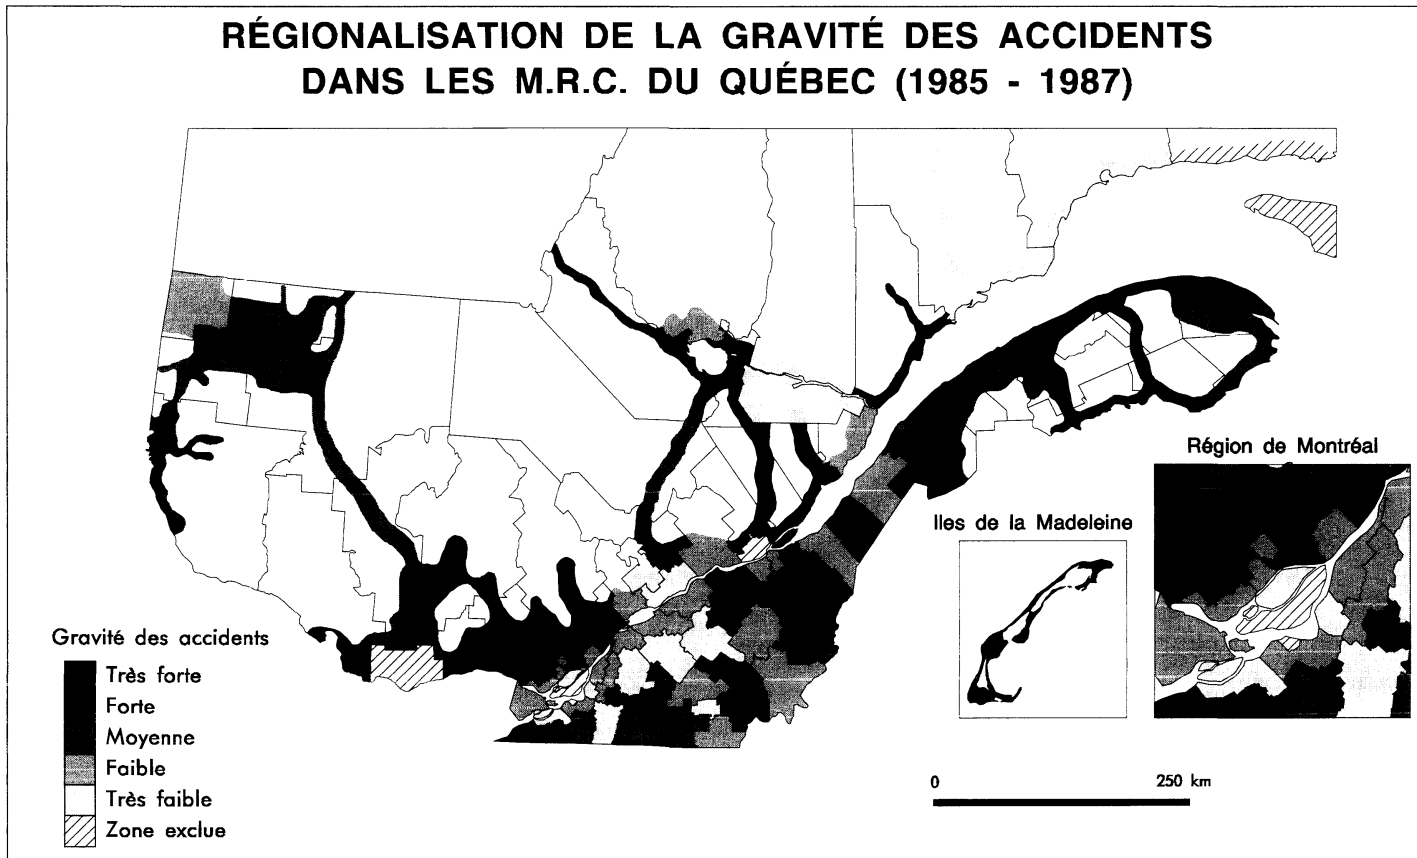 RÉGIONALISATION DE LA GRAVITÉ DES ACCIDENTS
DANS LES M.R.C. DU QUÉBEC (1985 - 1987)
Région de Montréal
Iles de la Madeleine
Gravité des accidents
Très forte
Forte
Moyenne
Faible
Très faible
Zone exclue
0 250 km